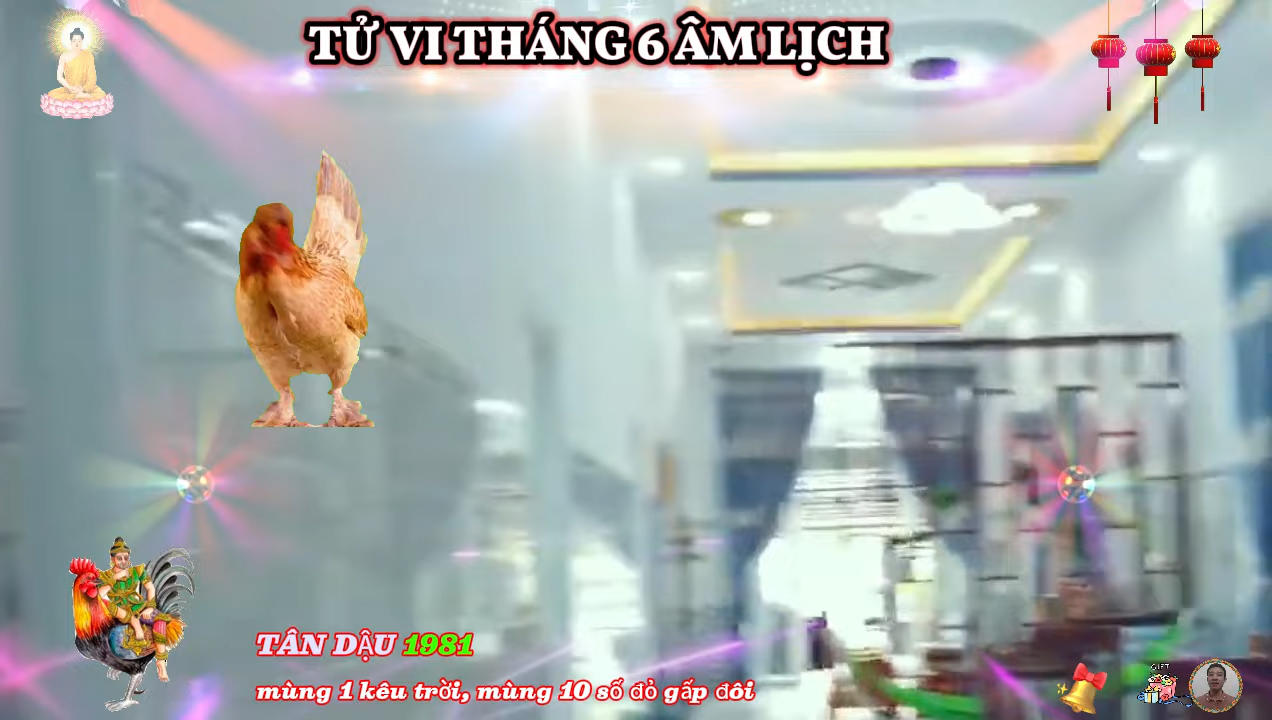 TỬ VI THÁNG 6 ÂM LỊCH
TÂN DẬU 1981
mùng 1 kêu trời, mùng 10 số đỏ gấp đôi
GIFT